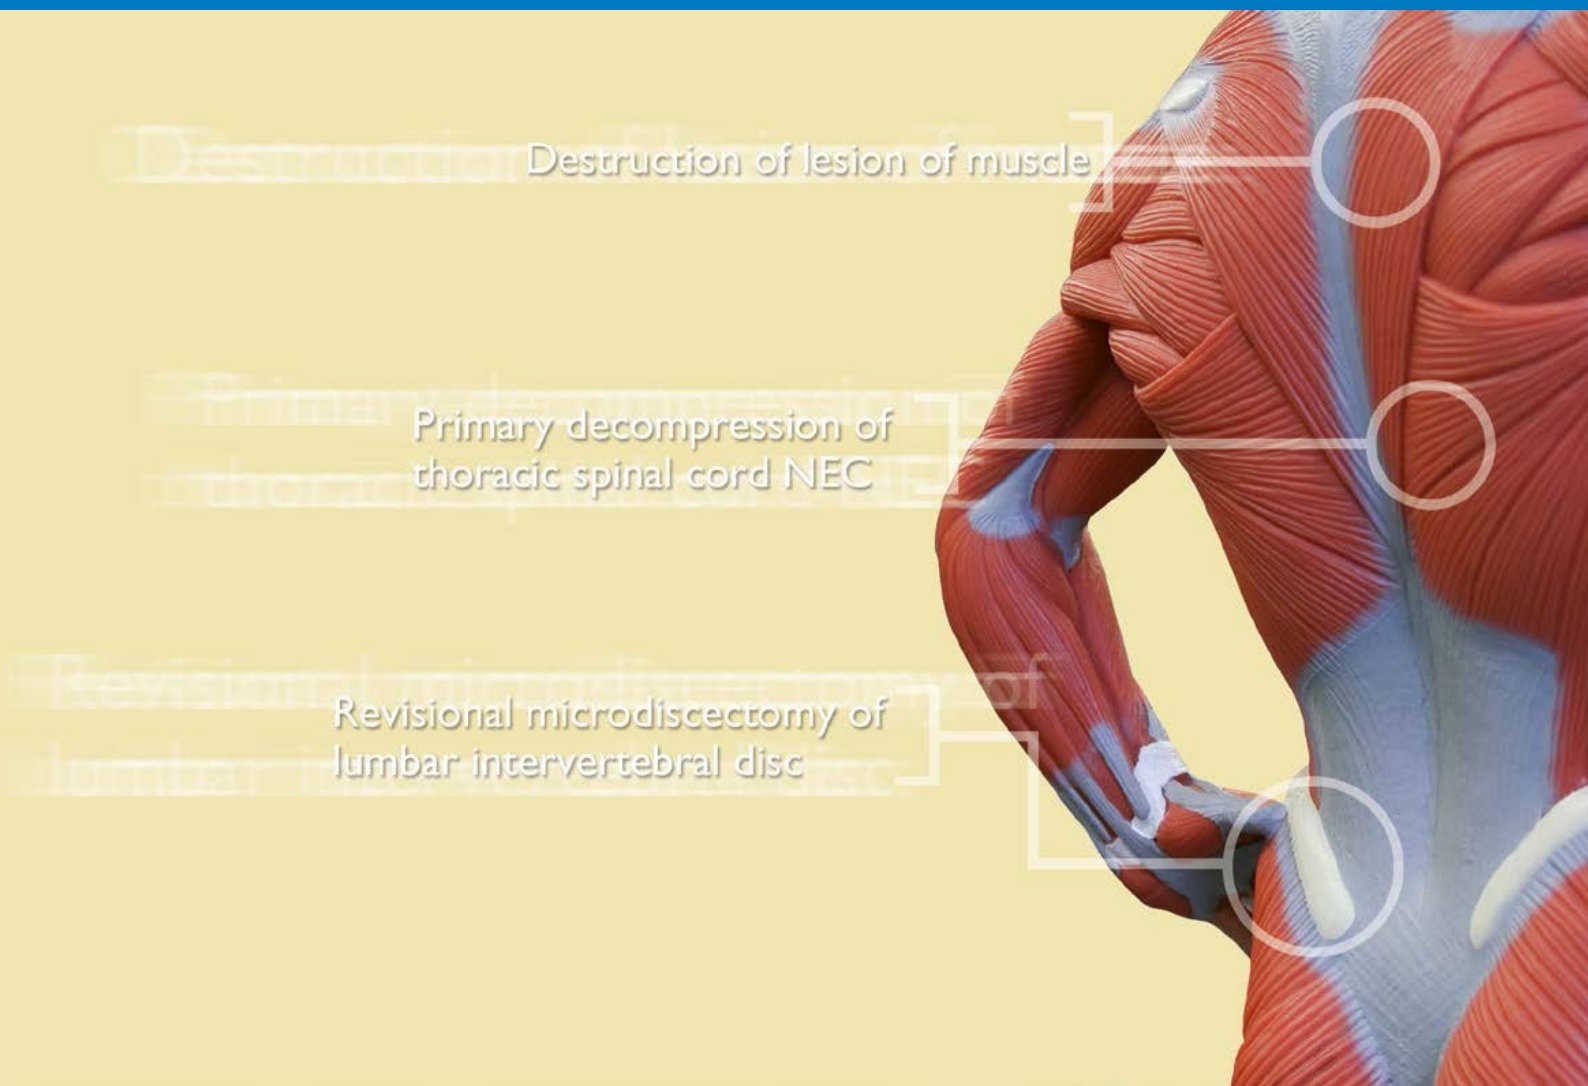 Destruction of lesion of muscle
Primary decompression of
thoracic spinal cord NEC
Revisional microdiscectomy of
lumbar intervertebral disc